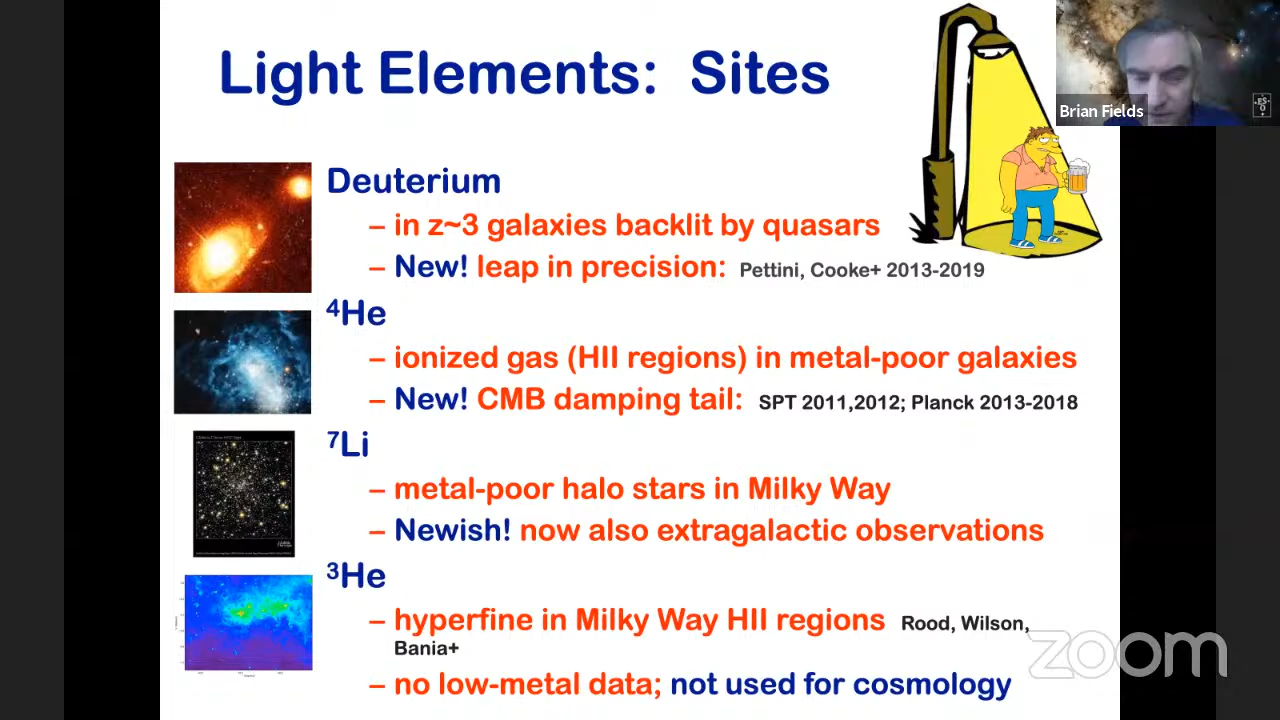 Light Elements: Sites
Brian Fields
Deuterium
– in z~3 galaxies backlit by quasars
– New! leap in precision: Pettini, Cooke+ 2013-2019
⁴He
– ionized gas (HII regions) in metal-poor galaxies
– New! CMB damping tail: SPT 2011,2012; Planck 2013-2018
⁷Li
– metal-poor halo stars in Milky Way
– Newish! now also extragalactic observations
³He
– hyperfine in Milky Way HII regions Rood, Wilson,
Bania+
– no low-metal data; not used for cosmology
zoom